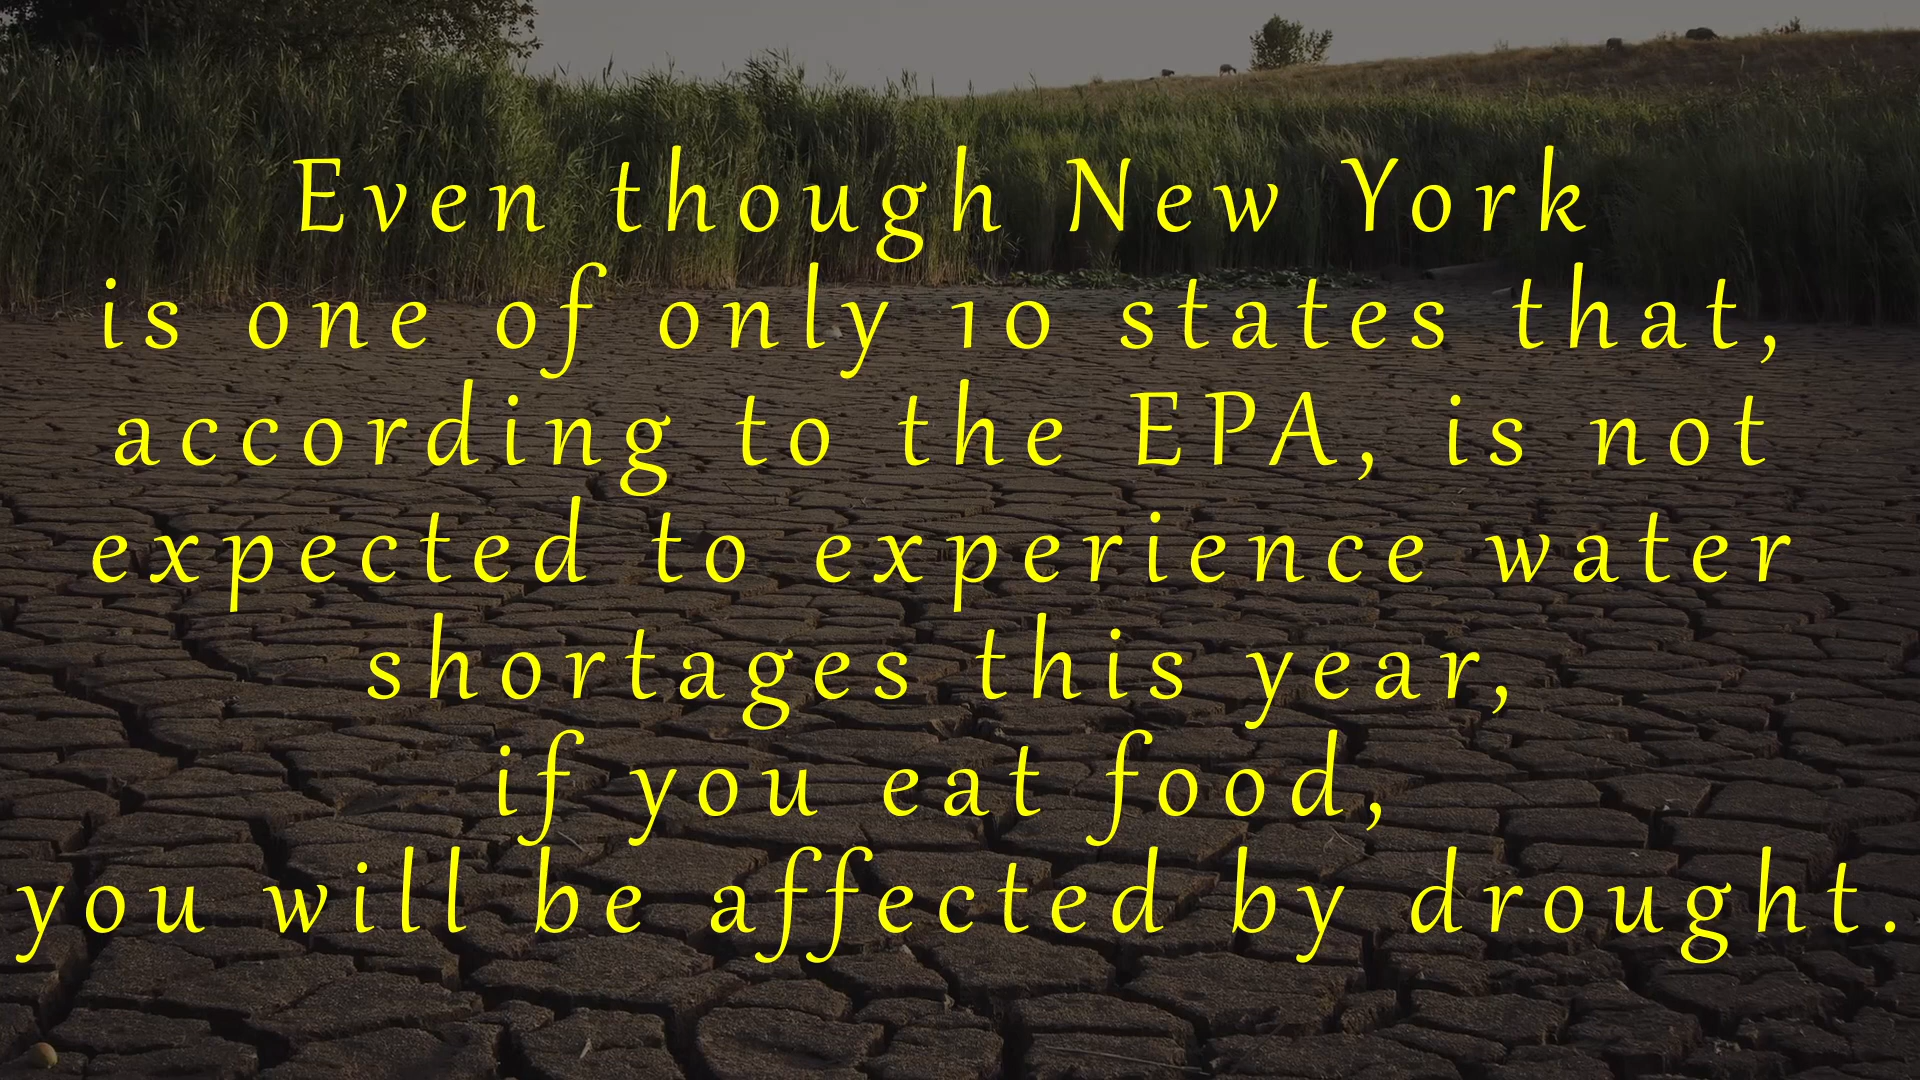 Even though New York
is one of only 10 states that,
according to the EPA, is not
expected to experience water
shortages this year,
if you eat food,
you will be affected by drought.